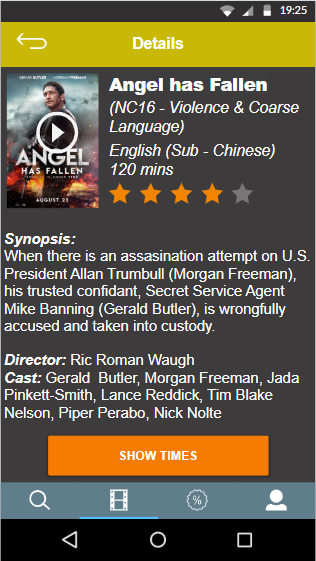 19:25
Details
GERARD BUTLER MORGAN FREEMAN
ANGEL
HAS FALLEN
AUGUST 23
Angel has Fallen
(NC16 - Violence & Coarse
Language)
English (Sub - Chinese)
120 mins
Synopsis:
When there is an assasination attempt on U.S.
President Allan Trumbull (Morgan Freeman),
his trusted confidant, Secret Service Agent
Mike Banning (Gerald Butler), is wrongfully
accused and taken into custody.
Director: Ric Roman Waugh
Cast: Gerald  Butler, Morgan Freeman, Jada
Pinkett-Smith, Lance Reddick, Tim Blake
Nelson, Piper Perabo, Nick Nolte
SHOW TIMES
%